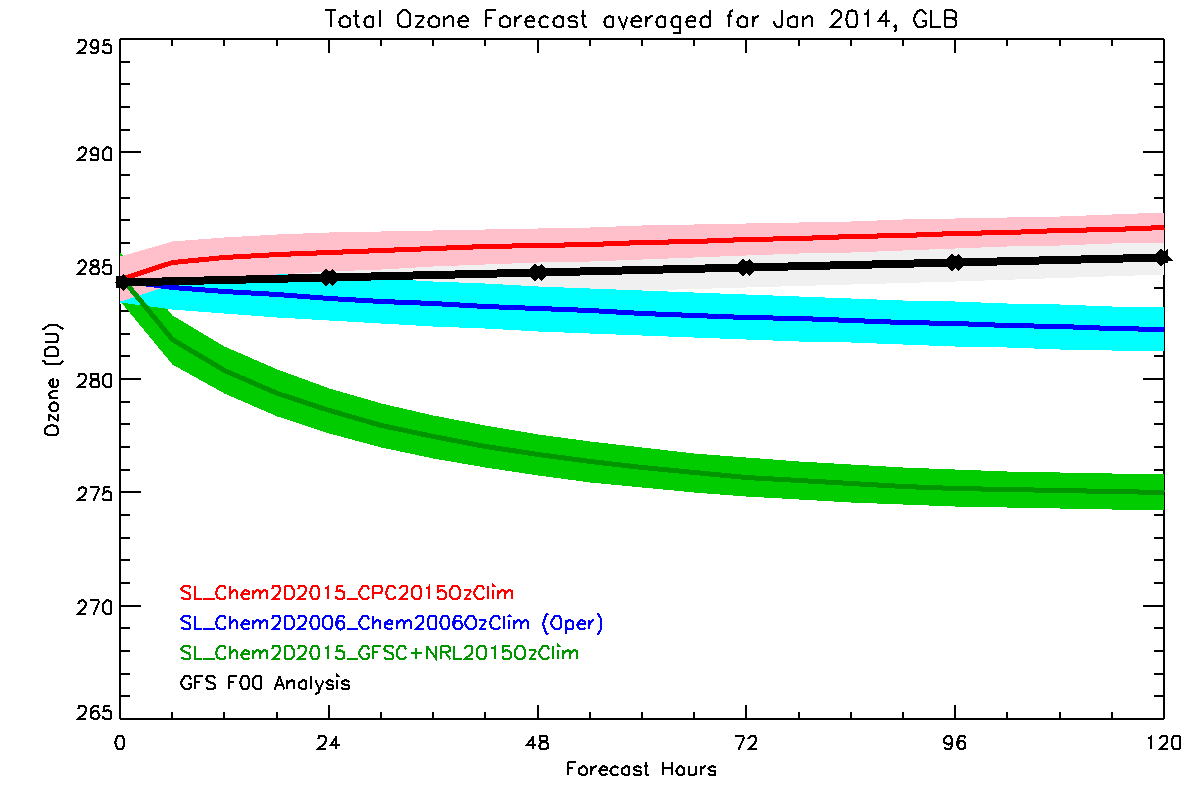 Total Ozone Forecast averaged for Jan 2014, GLB
295
290
285
280
275
270
265
Ozone (DU)
SL_Chem2D2015_CPC2015OzClim
SL_Chem2D2006_Chem2006OzClim (Oper)
SL_Chem2D2015_GFSC+NRL2015OzClim
GFS F00 Analysis
0 24 48 72 96 120
Forecast Hours